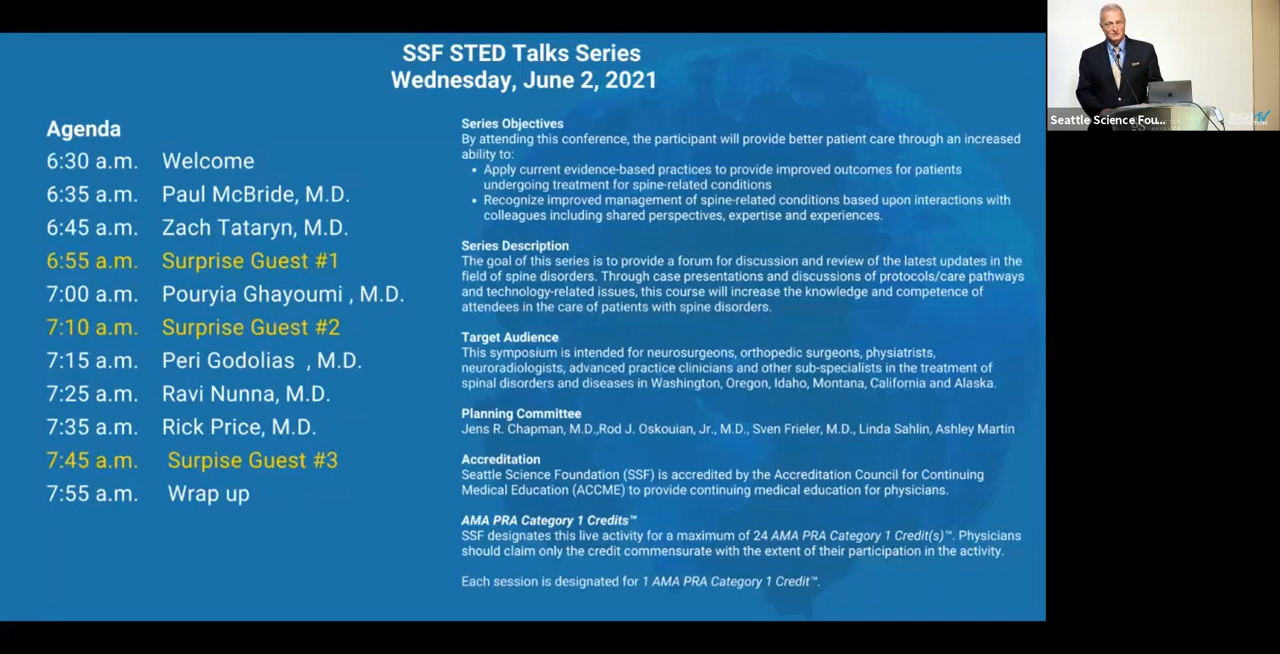 SSF STED Talks Series
Wednesday, June 2, 2021
Agenda
6:30 a.m. Welcome
6:35 a.m. Paul McBride, M.D.
6:45 a.m. Zach Tataryn, M.D.
6:55 a.m. Surprise Guest #1
7:00 a.m. Pouryia Ghayoumi , M.D.
7:10 a.m. Surprise Guest #2
7:15 a.m. Peri Godolias , M.D.
7:25 a.m. Ravi Nunna, M.D.
7:35 a.m. Rick Price, M.D.
7:45 a.m. Surpise Guest #3
7:55 a.m. Wrap up
Series Objectives
By attending this conference, the participant will provide better patient care through an increased
ability to:
• Apply current evidence-based practices to provide improved outcomes for patients
undergoing treatment for spine-related conditions
• Recognize improved management of spine-related conditions based upon interactions with
colleagues including shared perspectives, expertise and experiences.
Series Description
The goal of this series is to provide a forum for discussion and review of the latest updates in the
field of spine disorders. Through case presentations and discussions of protocols/care pathways
and technology-related issues, this course will increase the knowledge and competence of
attendees in the care of patients with spine disorders.
Target Audience
This symposium is intended for neurosurgeons, orthopedic surgeons, physiatrists,
neuroradiologists, advanced practice clinicians and other sub-specialists in the treatment of
spinal disorders and diseases in Washington, Oregon, Idaho, Montana, California and Alaska.
Planning Committee
Jens R. Chapman, M.D.,Rod J. Oskouian, Jr., M.D., Sven Frieler, M.D., Linda Sahlin, Ashley Martin
Accreditation
Seattle Science Foundation (SSF) is accredited by the Accreditation Council for Continuing
Medical Education (ACCME) to provide continuing medical education for physicians.
AMA PRA Category 1 Credits™
SSF designates this live activity for a maximum of 24 AMA PRA Category 1 Credit(s)™. Physicians
should claim only the credit commensurate with the extent of their participation in the activity.
Each session is designated for 1 AMA PRA Category 1 Credit™.
Seattle Science Fou...